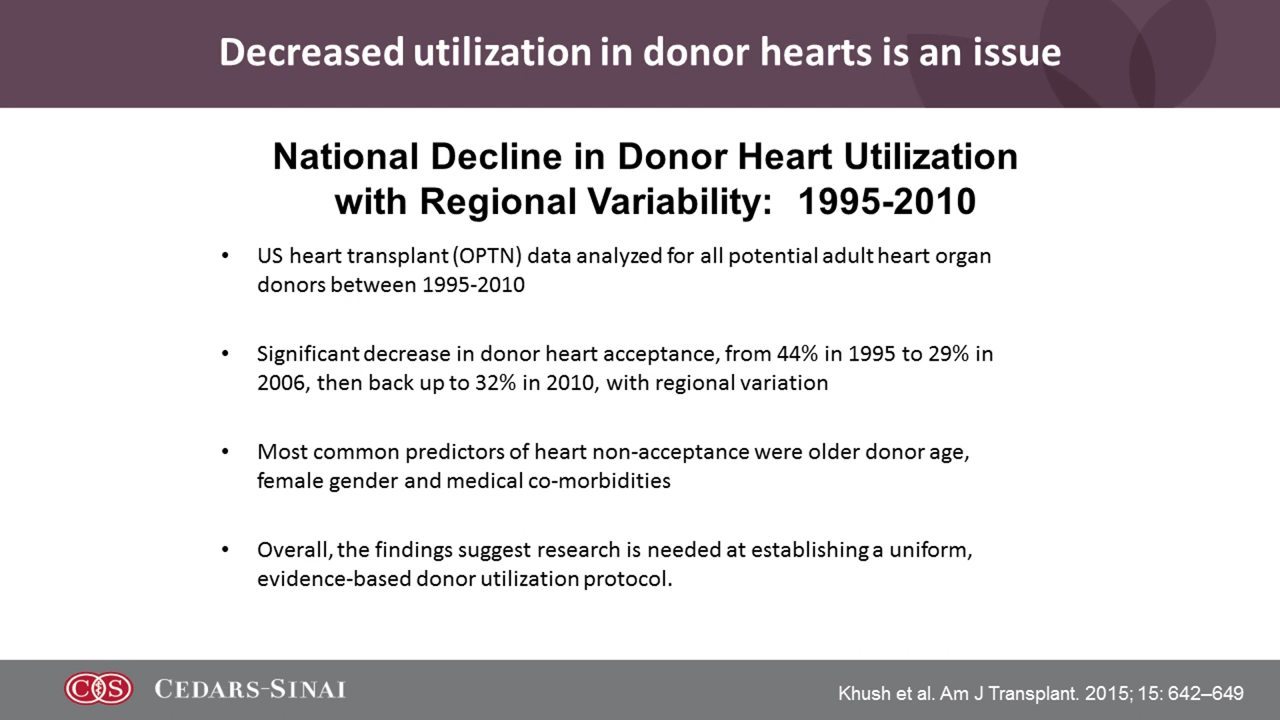 Decreased utilization in donor hearts is an issue
National Decline in Donor Heart Utilization
with Regional Variability: 1995-2010
• US heart transplant (OPTN) data analyzed for all potential adult heart organ
donors between 1995-2010
• Significant decrease in donor heart acceptance, from 44% in 1995 to 29% in
2006, then back up to 32% in 2010, with regional variation
• Most common predictors of heart non-acceptance were older donor age,
female gender and medical co-morbidities
• Overall, the findings suggest research is needed at establishing a uniform,
evidence-based donor utilization protocol.
CS CEDARS-SINAI
Khush et al. Am J Transplant. 2015; 15: 642–649